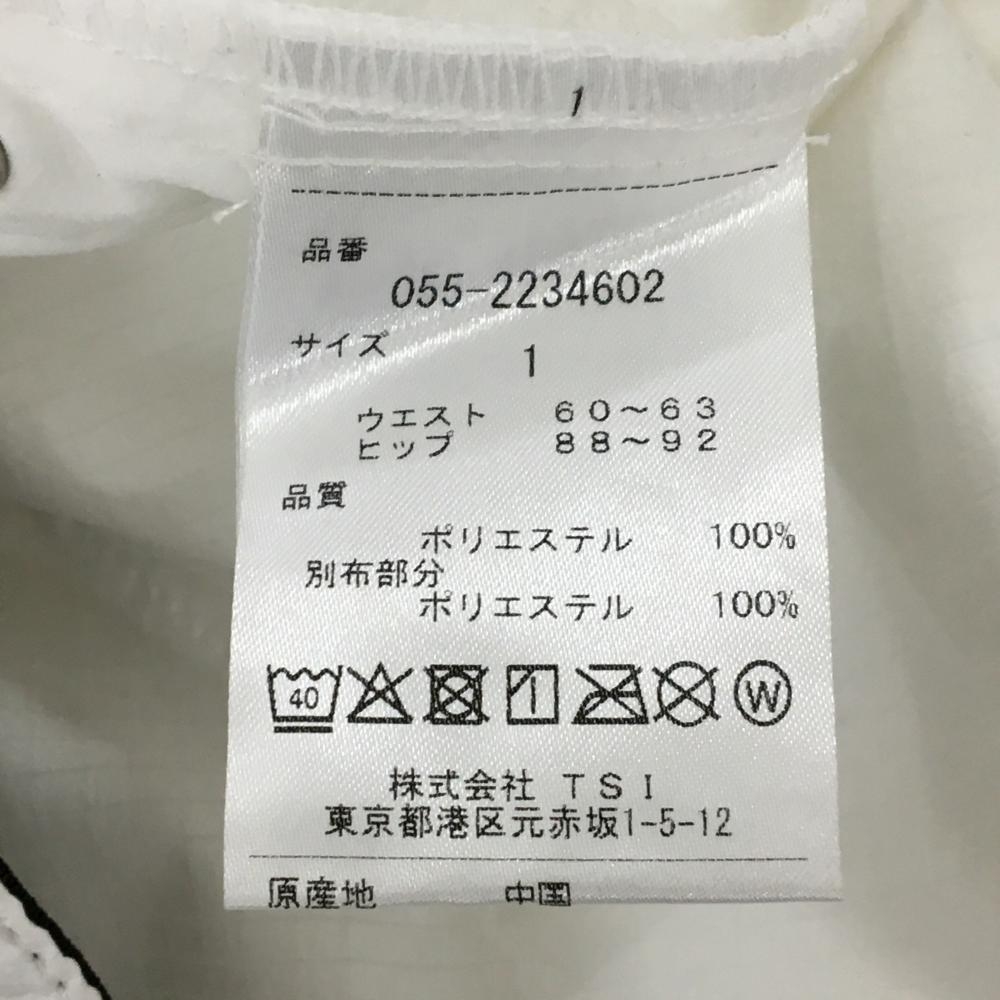 1
品番
055-2234602
サイズ
1
ウエスト 60～63
ヒップ 88～92
品質
ポリエステル 100%
別布部分
ポリエステル 100%
40
W
株式会社 TSI
東京都港区元赤坂1-5-12
原産地 中国